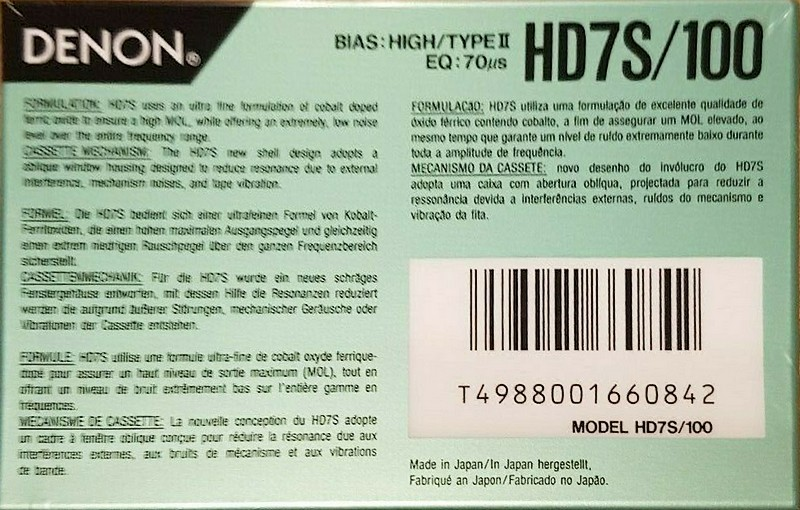 DENON®
BIAS:HIGH/TYPE II
EQ:70µs
HD7S/100
FORMULATION: HD7S uses an ultra fine formulation of cobalt doped
ferric oxide to ensure a high MOL, while offering an extremely, low noise
level over the entire frequency range.
CASSETTE MECHANISM: The HD7S new shell design adopts a
oblique window housing designed to reduce resonance due to external
interference, mechanism noises, and tape vibration.
FORMEL: Die HD7S bedient sich einer ultrafeinen Formel von Kobalt-
Ferritoxiden, die einen hohen maximalen Ausgangspegel und gleichzeitig
einen extrem niedrigen Rauschpegel über den ganzen Frequenzbereich
sicherstellt.
CASSETTENMECHANIK: Für die HD7S wurde ein neues schräges
Fenstergehäuse entworfen, mit dessen Hilfe die Resonanzen reduziert
werden die aufgrund äußerer Störungen, mechanischer Geräusche oder
Vibrationen der Cassette entstehen.
FORMULE: HD7S utilise une formule ultra-fine de cobalt oxyde ferrique-
dopé pour assurer un haut niveau de sortie maximum (MOL), tout en
offrant un niveau de bruit extrêmement bas sur l'entière gamme en
fréquences.
MECANISME DE CASSETTE: La nouvelle conception du HD7S adopte
un cadre à fenêtre oblique conçue pour réduire la résonance due aux
interférences externes, aux bruits de mécanisme et aux vibrations
de bande.
FORMULACÃO: HD7S utiliza uma formulação de excelente qualidade de
óxido férrico contendo cobalto, a fim de assegurar um MOL elevado, ao
mesmo tempo que garante um nível de ruído extremamente baixo durante
toda a amplitude de frequência.
MECANISMO DA CASSETE: novo desenho do invólucro do HD7S
adopta uma caixa com abertura oblíqua, projectada para reduzir a
ressonância devida a interferências externas, ruídos do mecanismo e
vibração da fita.
T4988001660842
MODEL HD7S/100
Made in Japan/In Japan hergestellt,
Fabriqué an Japon/Fabricado no Japão.